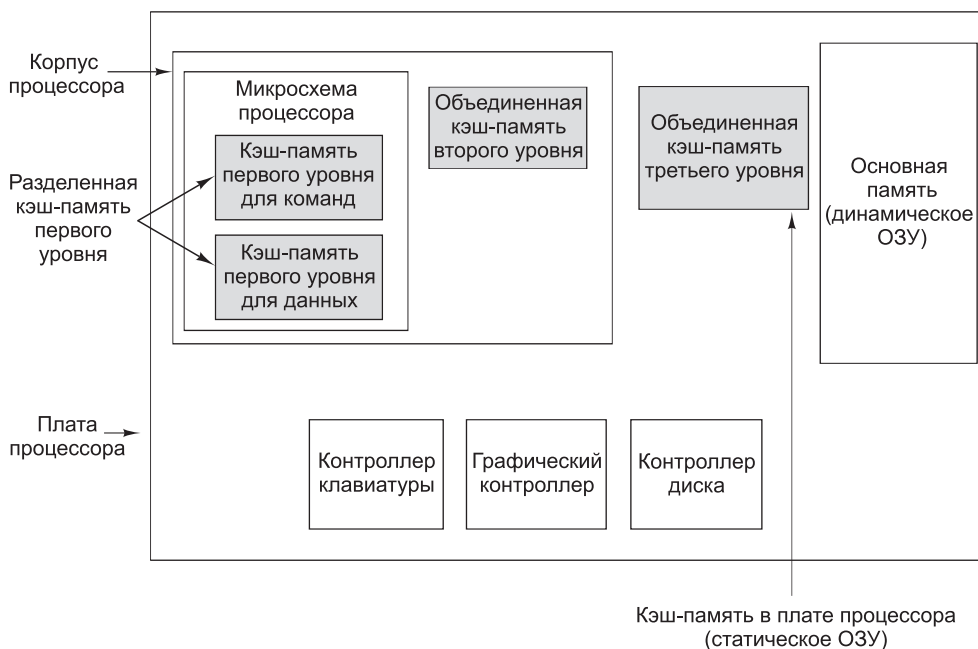 Корпус
процессора
Микросхема
процессора
Кэш-память
первого уровня
для команд
Кэш-память
первого уровня
для данных
Разделенная
кэш-память
первого
уровня
Объединенная
кэш-память
второго уровня
Объединенная
кэш-память
третьего уровня
Основная
память
(динамическое
ОЗУ)
Плата
процессора
Контроллер
клавиатуры
Графический
контроллер
Контроллер
диска
Кэш-память в плате процессора
(статическое ОЗУ)